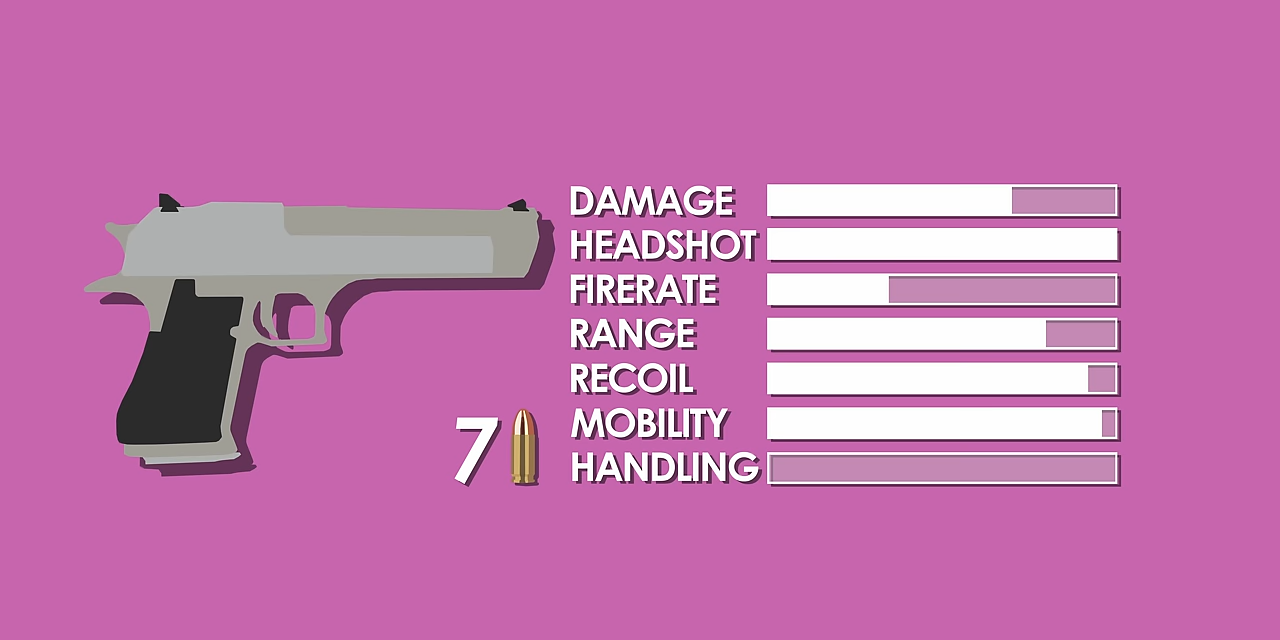 DAMAGE
HEADSHOT
FIRERATE
RANGE
RECOIL
MOBILITY
HANDLING
7